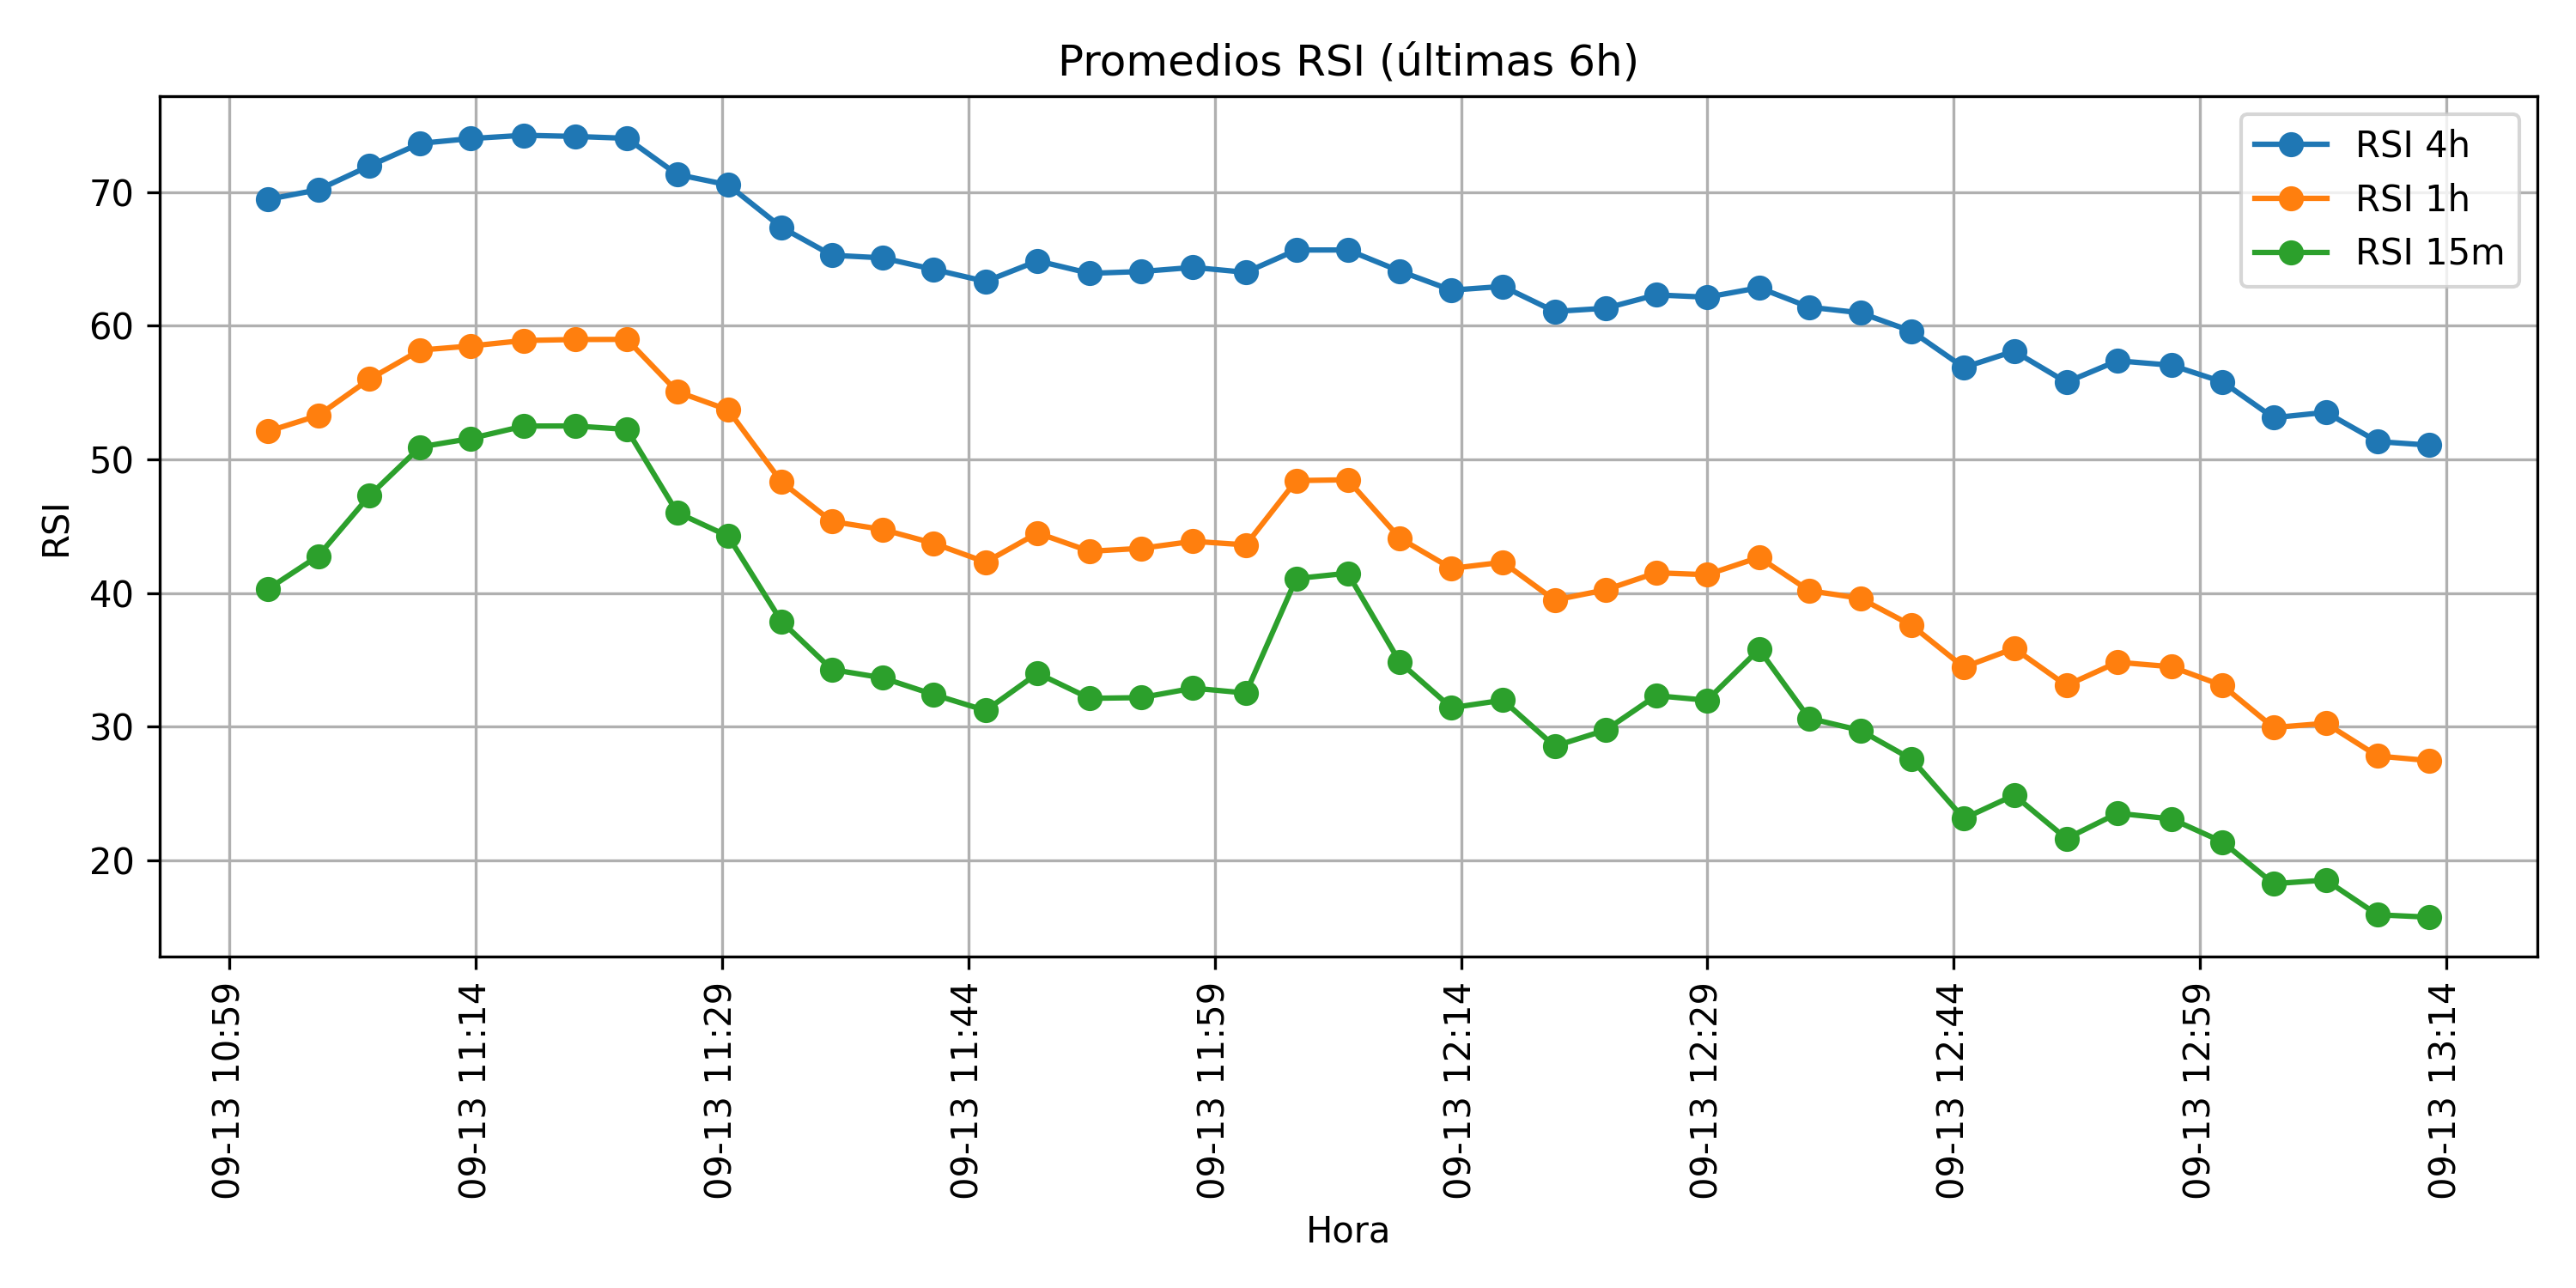 Promedios RSI (últimas 6h)
RSI 4h
RSI 1h
RSI 15m
RSI
70
60
50
40
30
20
09-13 10:59
09-13 11:14
09-13 11:29
09-13 11:44
09-13 11:59
09-13 12:14
09-13 12:29
09-13 12:44
09-13 12:59
09-13 13:14
Hora